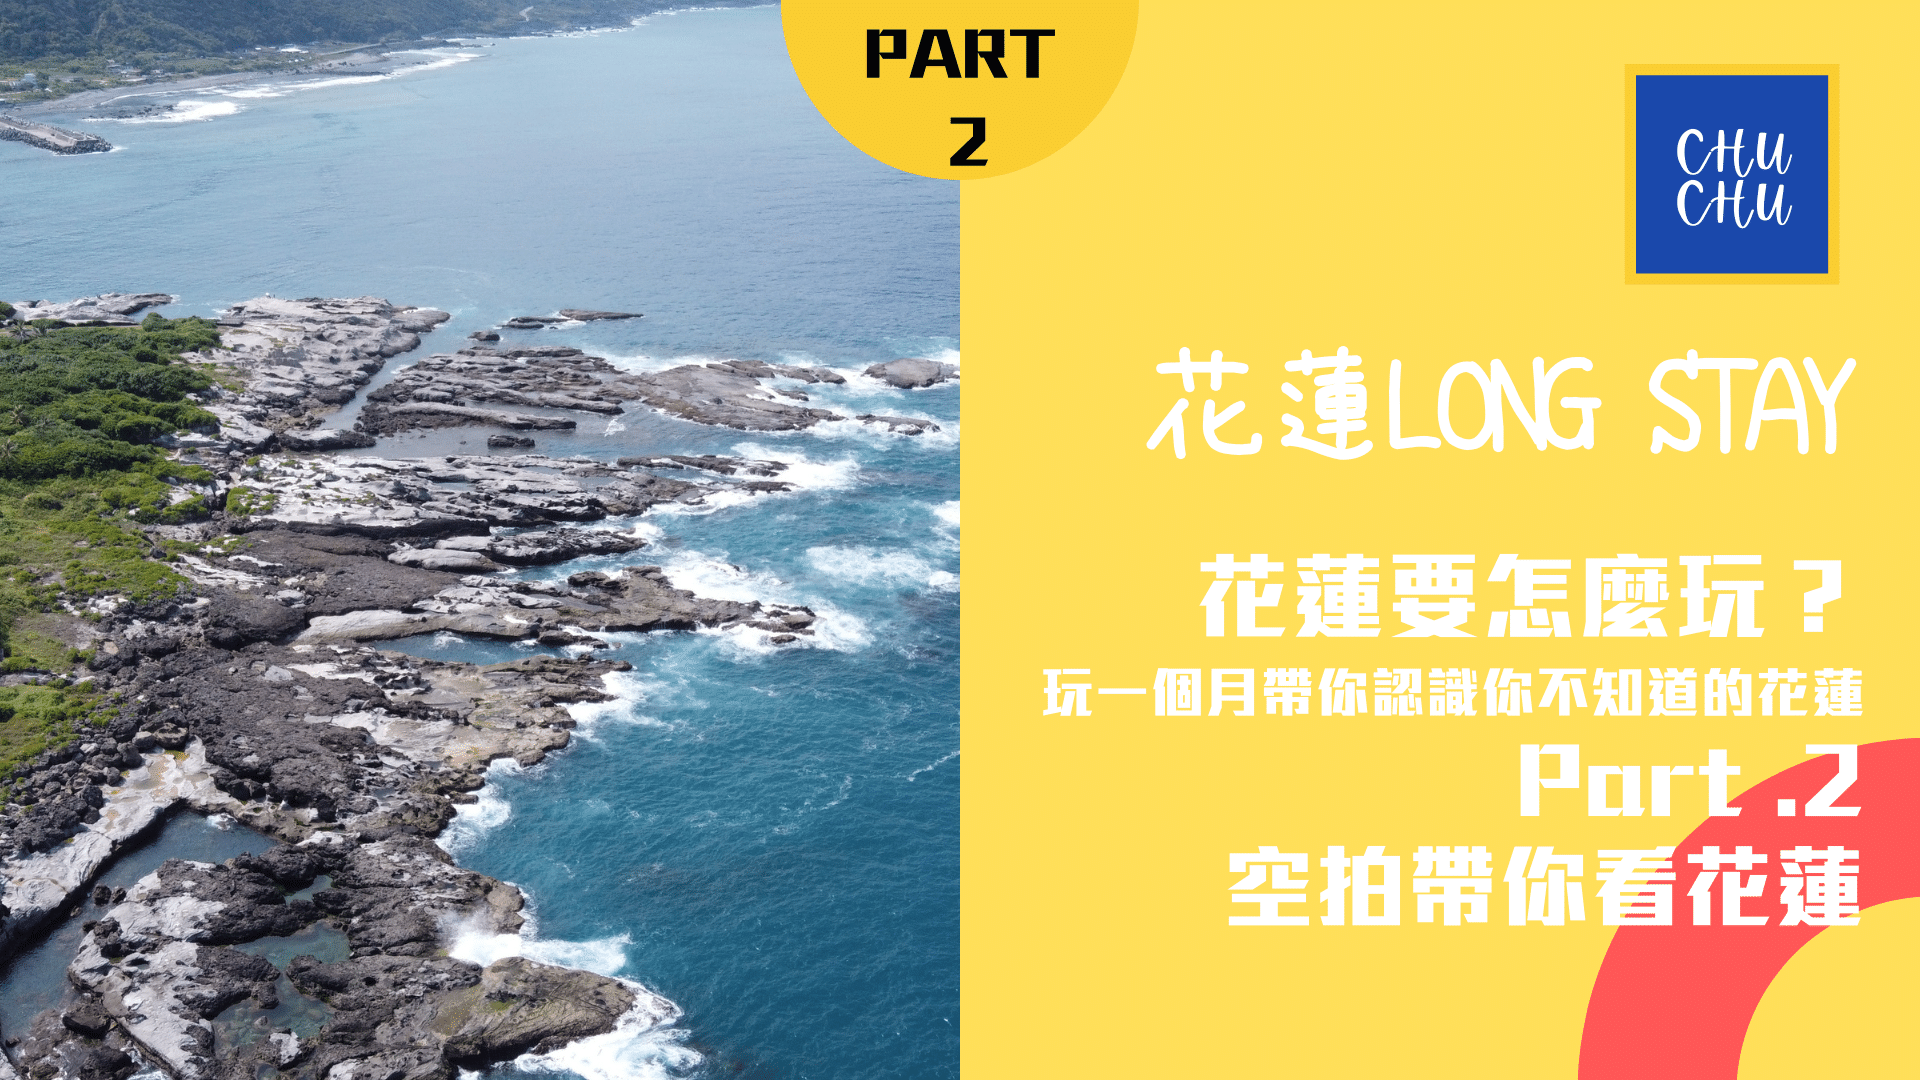 PART
2
CHU
CHU
花蓮LONG STAY
花蓮要怎麼玩？
玩一個月帶你認識你不知道的花蓮
Part .2
空拍帶你看花蓮